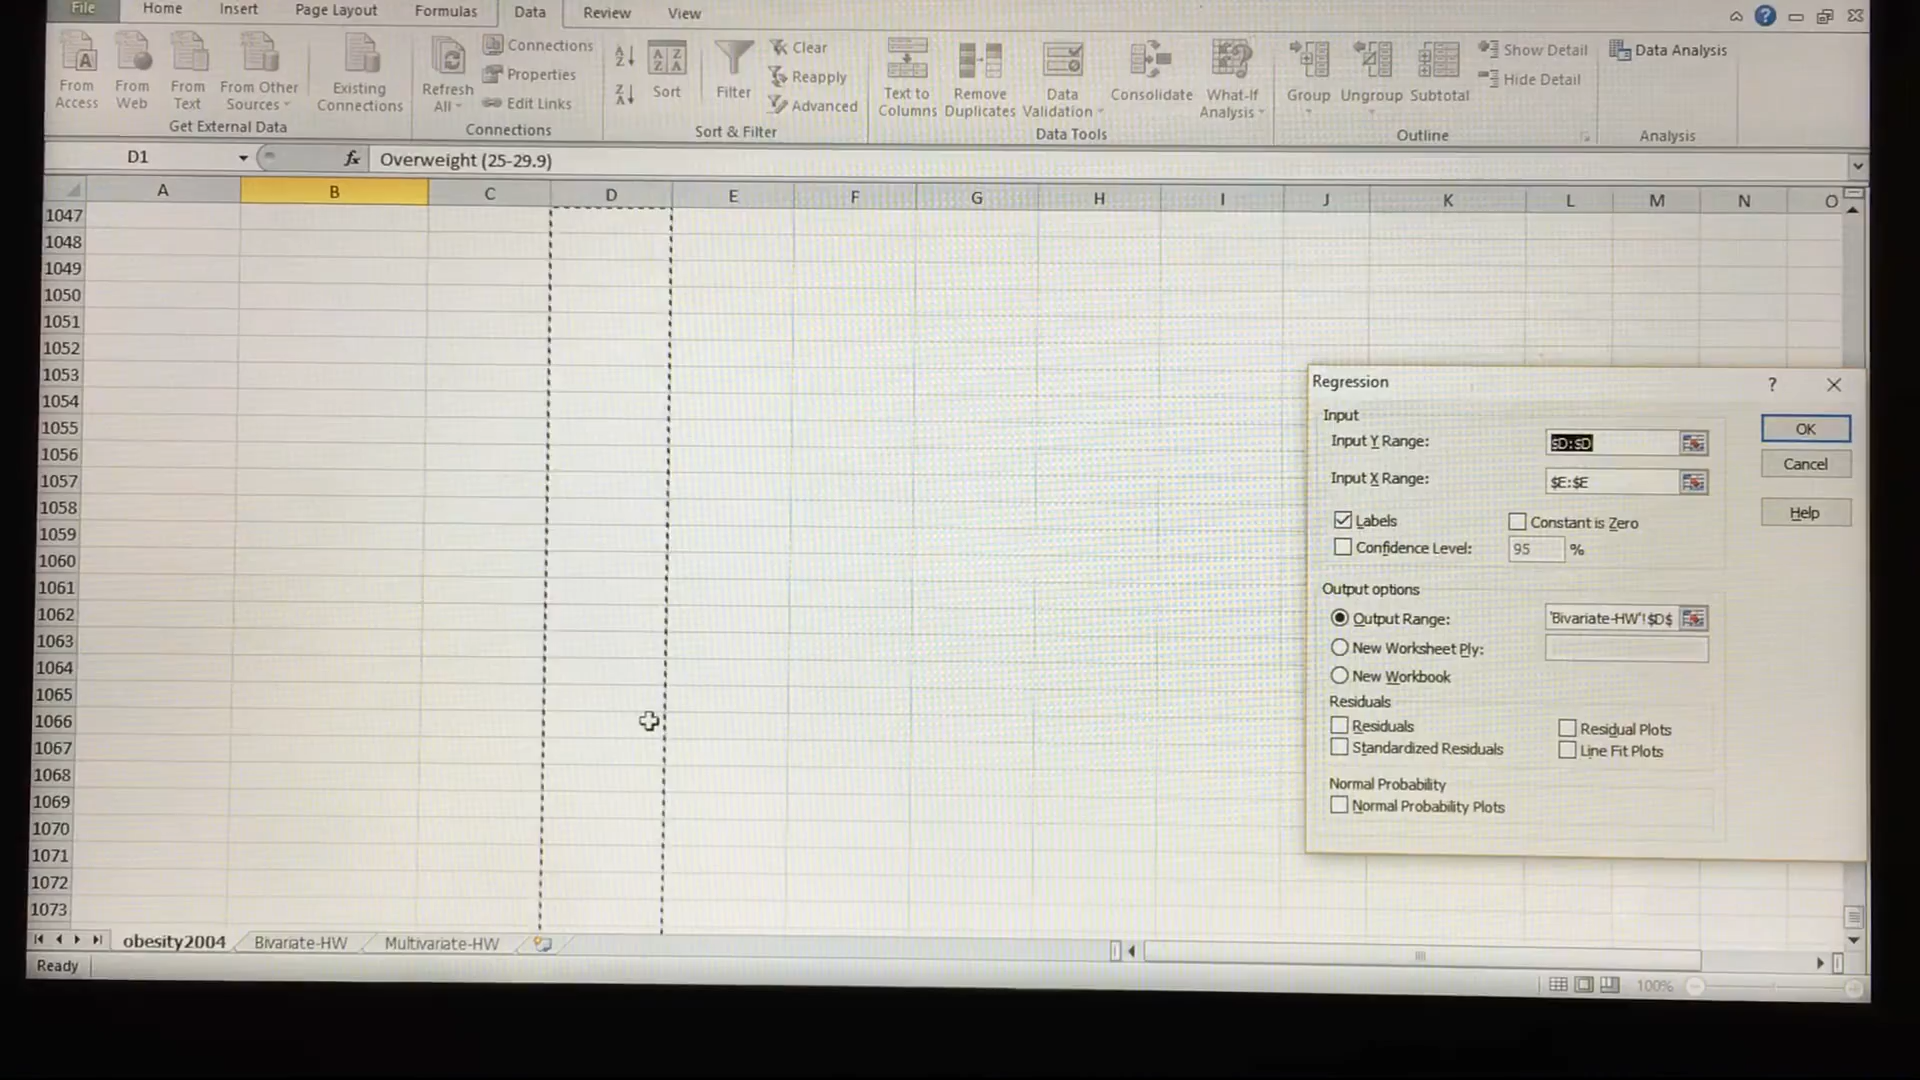 File Home Insert Page Layout Formulas Data Review View
From Access
From Web
From Text
From Other Sources
Existing Connections
Get External Data
Refresh All
Connections
Properties
Edit Links
Connections
Sort
Filter
Clear
Reapply
Advanced
Sort & Filter
Text to Columns
Remove Duplicates
Data Validation
Consolidate
What-If Analysis
Data Tools
Group
Ungroup
Subtotal
Show Detail
Hide Detail
Outline
Data Analysis
Analysis
D1 fx Overweight (25-29.9)
A B C D E F G H I J K L M N O
1047
1048
1049
1050
1051
1052
1053
1054
1055
1056
1057
1058
1059
1060
1061
1062
1063
1064
1065
1066
1067
1068
1069
1070
1071
1072
1073
Regression ?
Input
Input Y Range: $D:$D
Input X Range: $E:$E
Labels
Constant is Zero
Confidence Level: 95 %
OK
Cancel
Help
Output options
Output Range: 'Bivariate-HW'!$D$
New Worksheet Ply:
New Workbook
Residuals
Residuals
Residual Plots
Standardized Residuals
Line Fit Plots
Normal Probability
Normal Probability Plots
obesity2004 Bivariate-HW Multivariate-HW
Ready
100%